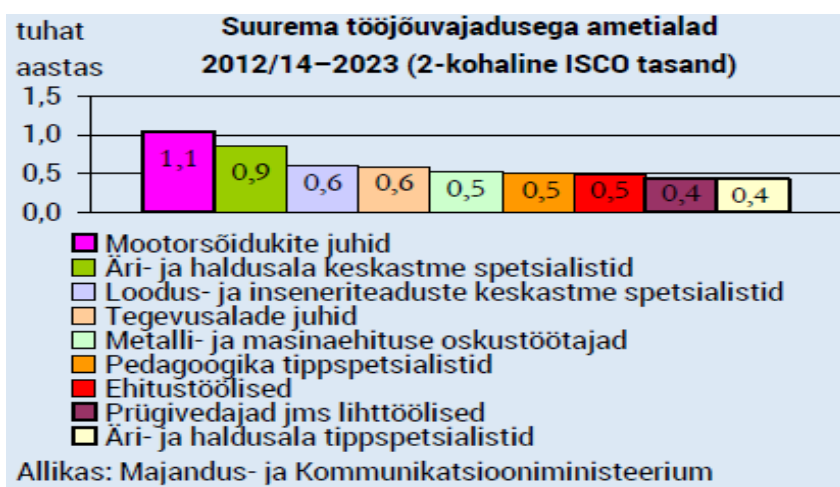 tuhat
aastas
Suurema tööjõuvajadusega ametialad
2012/14–2023 (2-kohaline ISCO tasand)
1,5
1,0
0,5
0,0
1,1
0,9
0,6
0,6
0,5
0,5
0,5
0,4
0,4
Mootorsõidukite juhid
Äri- ja haldusala keskastme spetsialistid
Loodus- ja inseneriteaduste keskastme spetsialistid
Tegevusalade juhid
Metalli- ja masinaehituse oskustöötajad
Pedagoogika tippspetsialistid
Ehitustöölised
Prügivedajad jms lihttöölised
Äri- ja haldusala tippspetsialistid
Allikas: Majandus- ja Kommunikatsiooniministeerium